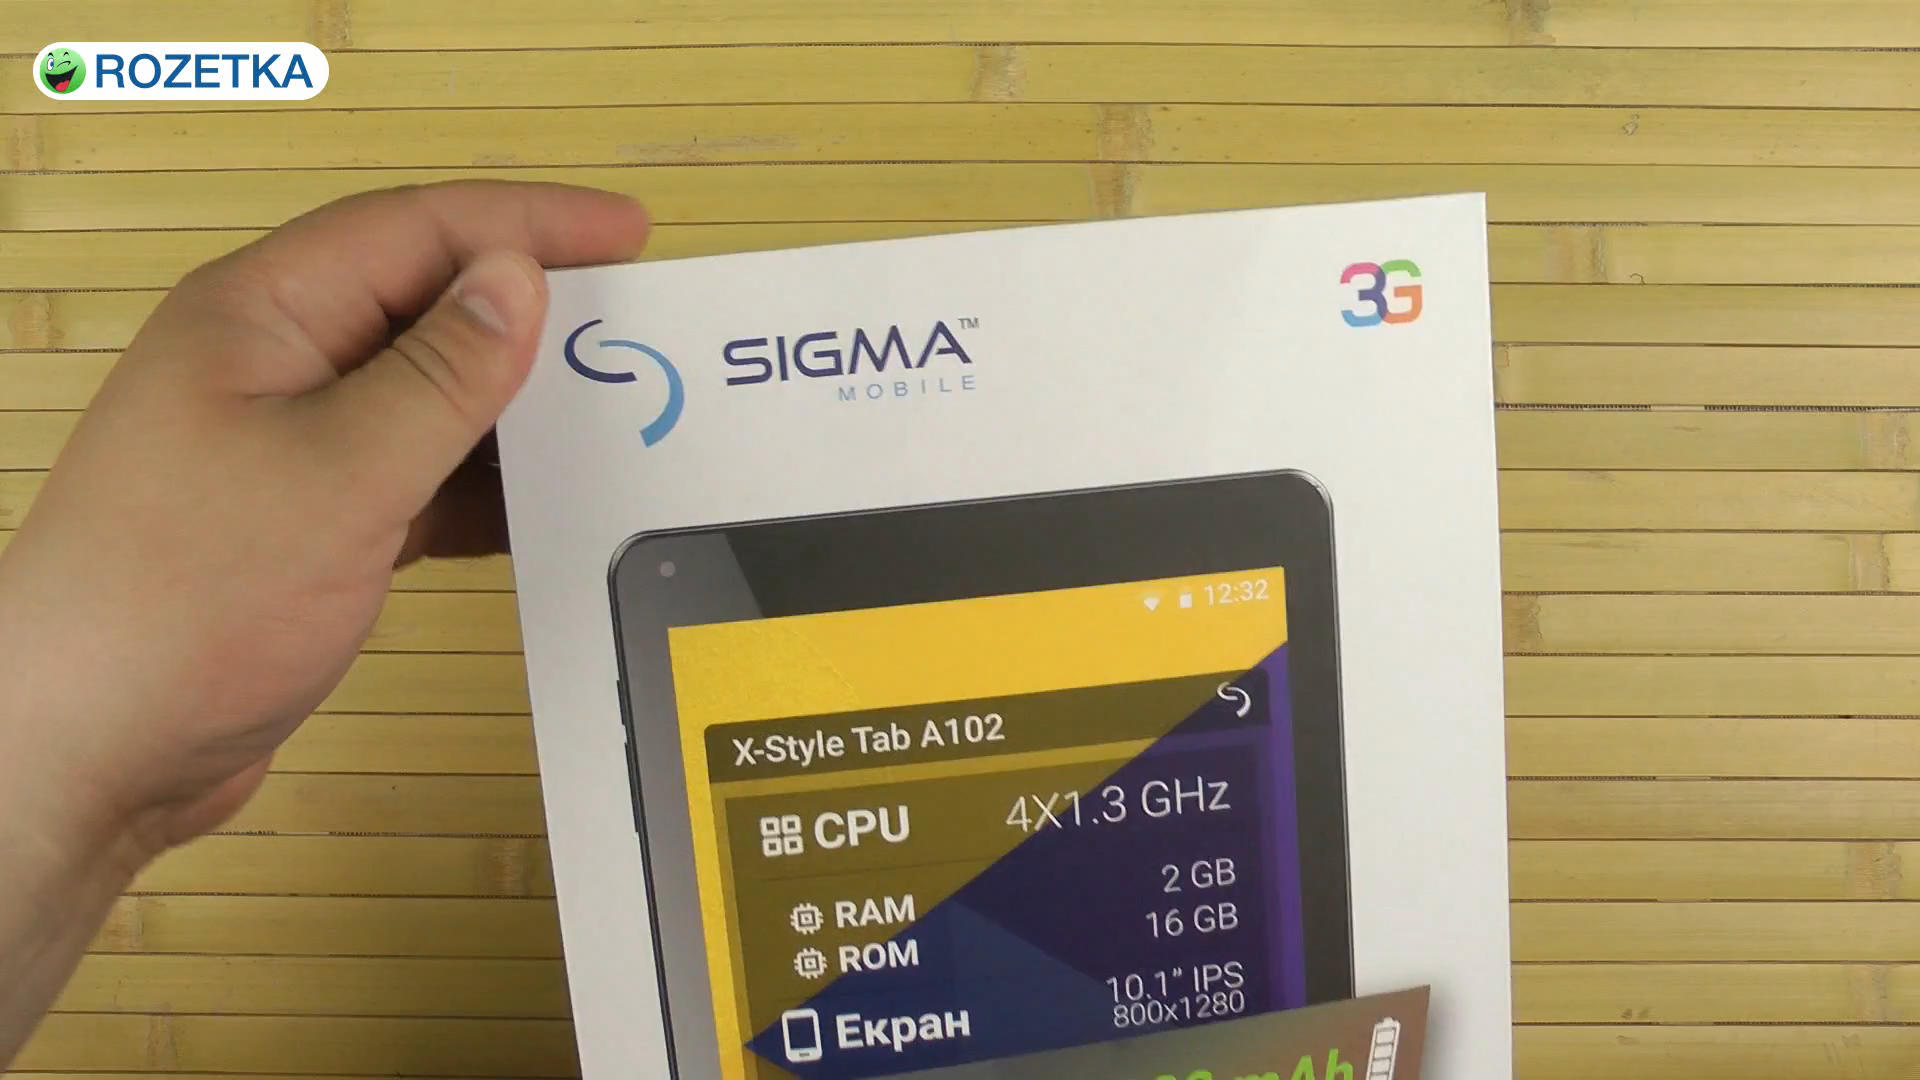 ROZETKA
3G
SIGMA™
MOBILE
12:32
X-Style Tab A102
CPU 4X1.3 GHz
RAM 2 GB
ROM 16 GB
Екран 10.1” IPS
800x1280
mAh